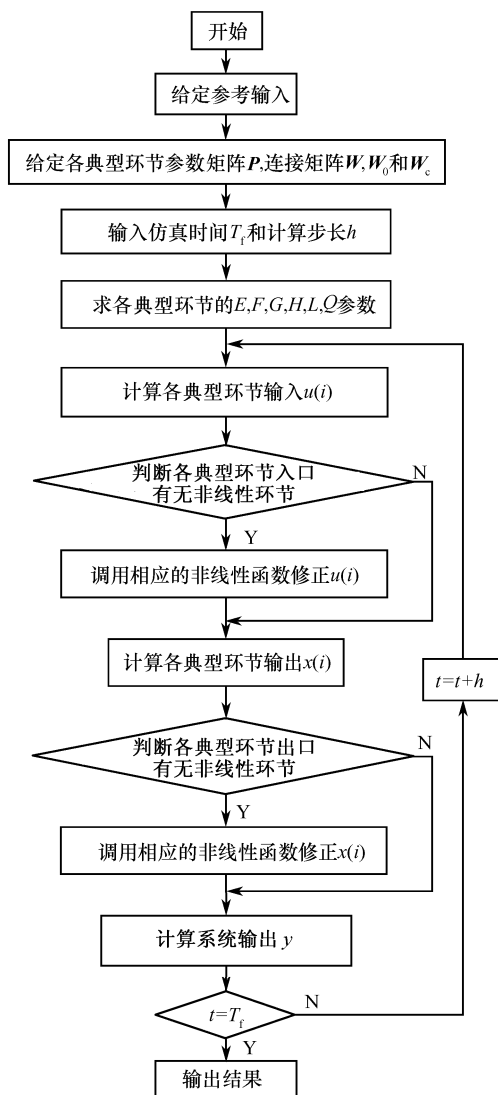 开始
给定参考输入
给定各典型环节参数矩阵P,连接矩阵W,W₀和W꜀
输入仿真时间T_f和计算步长h
求各典型环节的E,F,G,H,L,Q参数
计算各典型环节输入u(i)
判断各典型环节入口
有无非线性环节
N
Y
调用相应的非线性函数修正u(i)
计算各典型环节输出x(i)
t=t+h
判断各典型环节出口
有无非线性环节
N
Y
调用相应的非线性函数修正x(i)
计算系统输出 y
t=T_f
N
Y
输出结果